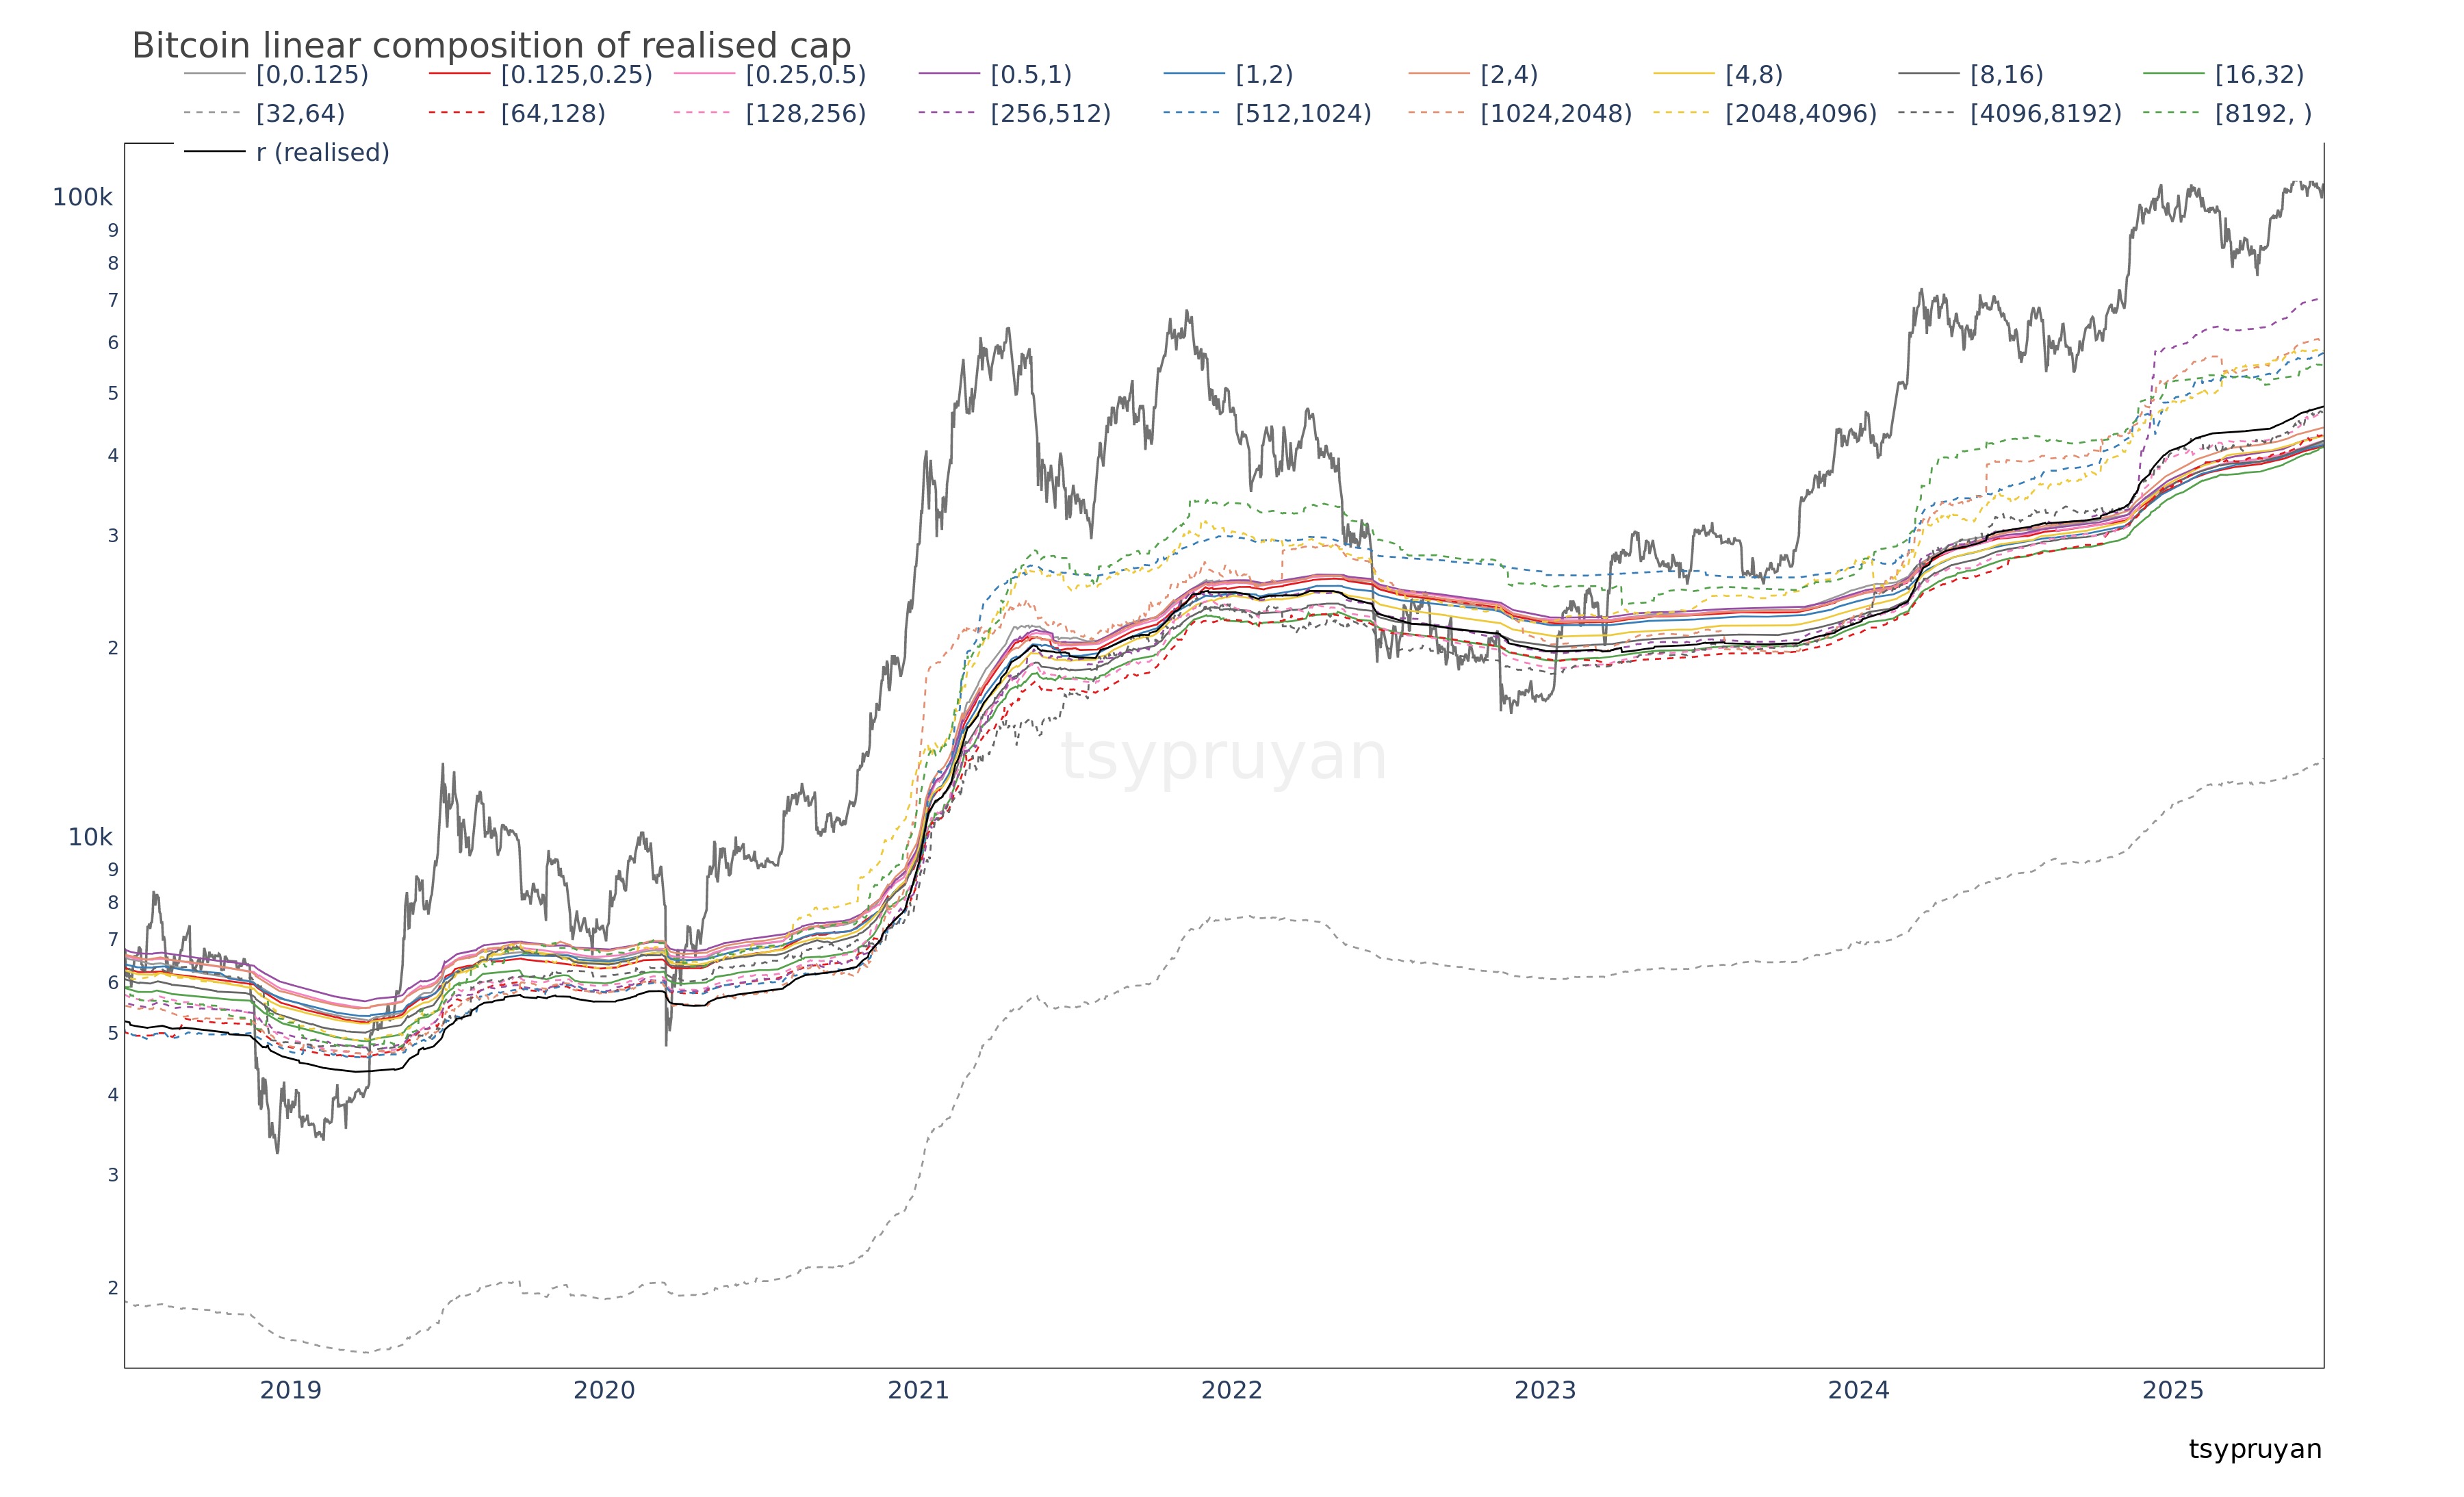 Bitcoin linear composition of realised cap
[0,0.125) [0.125,0.25) [0.25,0.5) [0.5,1) [1,2) [2,4) [4,8) [8,16) [16,32)
[32,64) [64,128) [128,256) [256,512) [512,1024) [1024,2048) [2048,4096) [4096,8192) [8192, )
r (realised)
100k
9
8
7
6
5
4
3
2
10k
9
8
7
6
5
4
3
2
tsypruyan
2019 2020 2021 2022 2023 2024 2025
tsypruyan